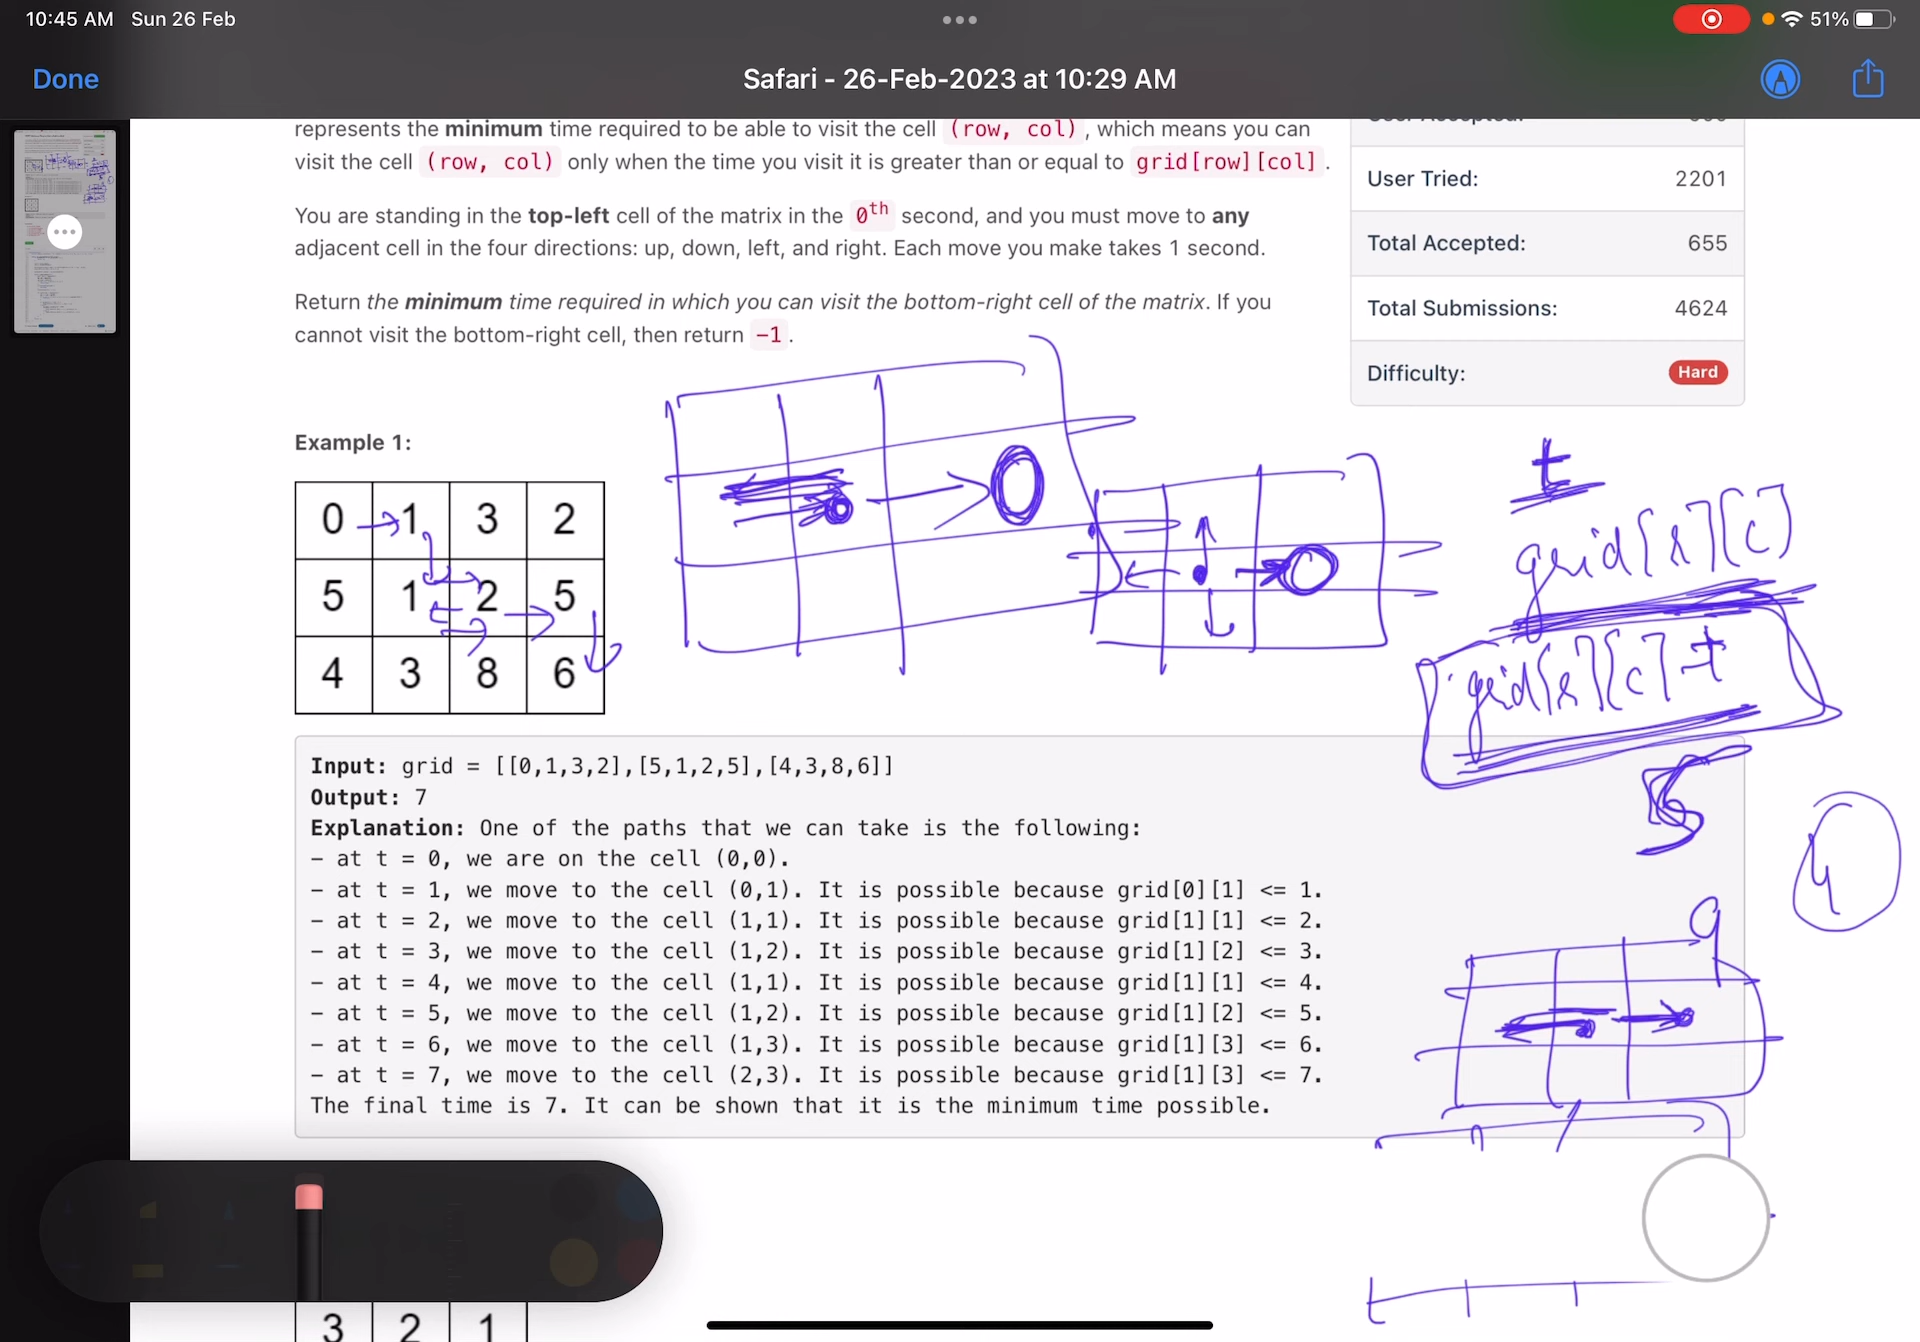 10:45 AM Sun 26 Feb
51%
Done
Safari - 26-Feb-2023 at 10:29 AM
represents the minimum time required to be able to visit the cell (row, col), which means you can
visit the cell (row, col) only when the time you visit it is greater than or equal to grid[row][col].
You are standing in the top-left cell of the matrix in the 0th second, and you must move to any
adjacent cell in the four directions: up, down, left, and right. Each move you make takes 1 second.
Return the minimum time required in which you can visit the bottom-right cell of the matrix. If you
cannot visit the bottom-right cell, then return -1.
User Tried: 2201
Total Accepted: 655
Total Submissions: 4624
Difficulty: Hard
Example 1:
0 1 3 2
5 1 2 5
4 3 8 6
t
grid[r][c]
grid[r][c] - t
Input: grid = [[0,1,3,2],[5,1,2,5],[4,3,8,6]]
Output: 7
Explanation: One of the paths that we can take is the following:
- at t = 0, we are on the cell (0,0).
- at t = 1, we move to the cell (0,1). It is possible because grid[0][1] <= 1.
- at t = 2, we move to the cell (1,1). It is possible because grid[1][1] <= 2.
- at t = 3, we move to the cell (1,2). It is possible because grid[1][2] <= 3.
- at t = 4, we move to the cell (1,1). It is possible because grid[1][1] <= 4.
- at t = 5, we move to the cell (1,2). It is possible because grid[1][2] <= 5.
- at t = 6, we move to the cell (1,3). It is possible because grid[1][3] <= 6.
- at t = 7, we move to the cell (2,3). It is possible because grid[1][3] <= 7.
The final time is 7. It can be shown that it is the minimum time possible.
4
9
3 2 1